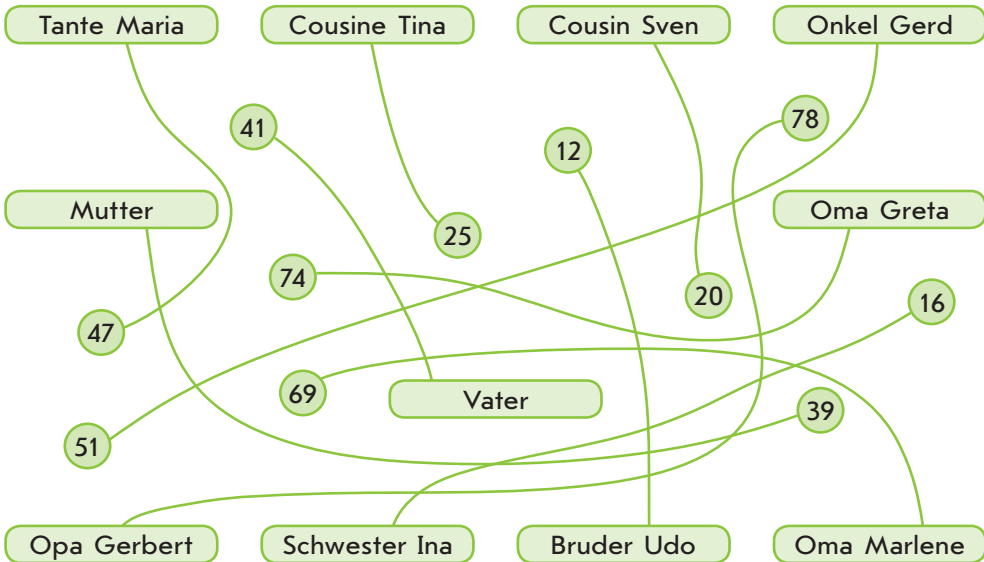 Tante Maria
Cousine Tina
Cousin Sven
Onkel Gerd
41
78
12
Mutter
25
Oma Greta
74
20
16
47
69
Vater
39
51
Opa Gerbert
Schwester Ina
Bruder Udo
Oma Marlene